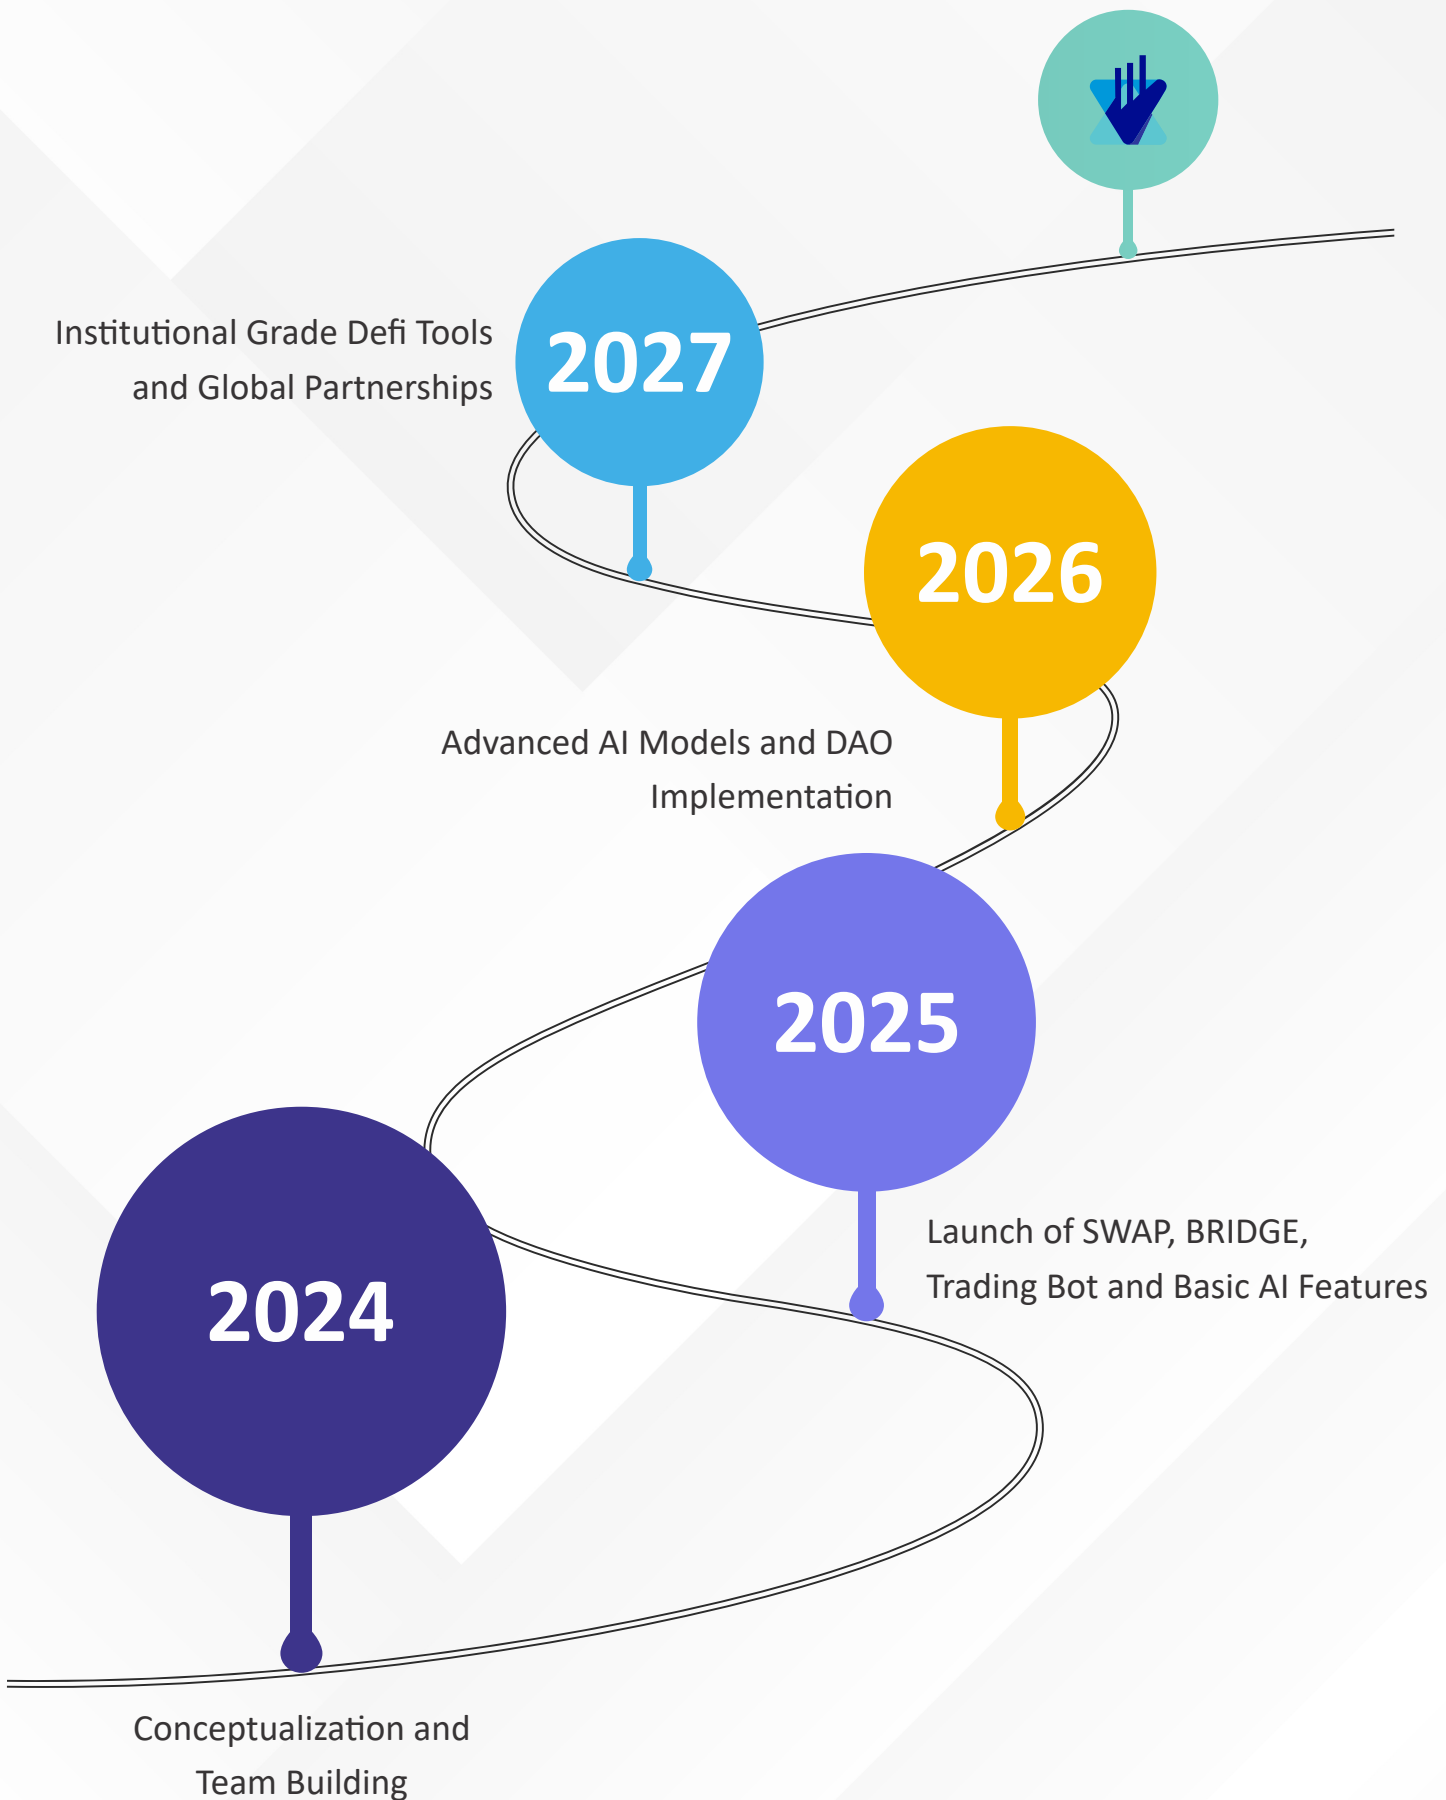 2027
Institutional Grade Defi Tools
and Global Partnerships
2026
Advanced AI Models and DAO
Implementation
2025
Launch of SWAP, BRIDGE,
Trading Bot and Basic AI Features
2024
Conceptualization and
Team Building